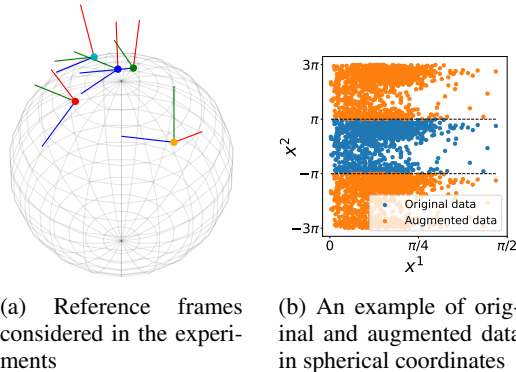 3π
π
−π
−3π
x²
0
π/4
π/2
x¹
Original data
Augmented data
(a) Reference frames
considered in the experi-
ments
(b) An example of orig-
inal and augmented data
in spherical coordinates